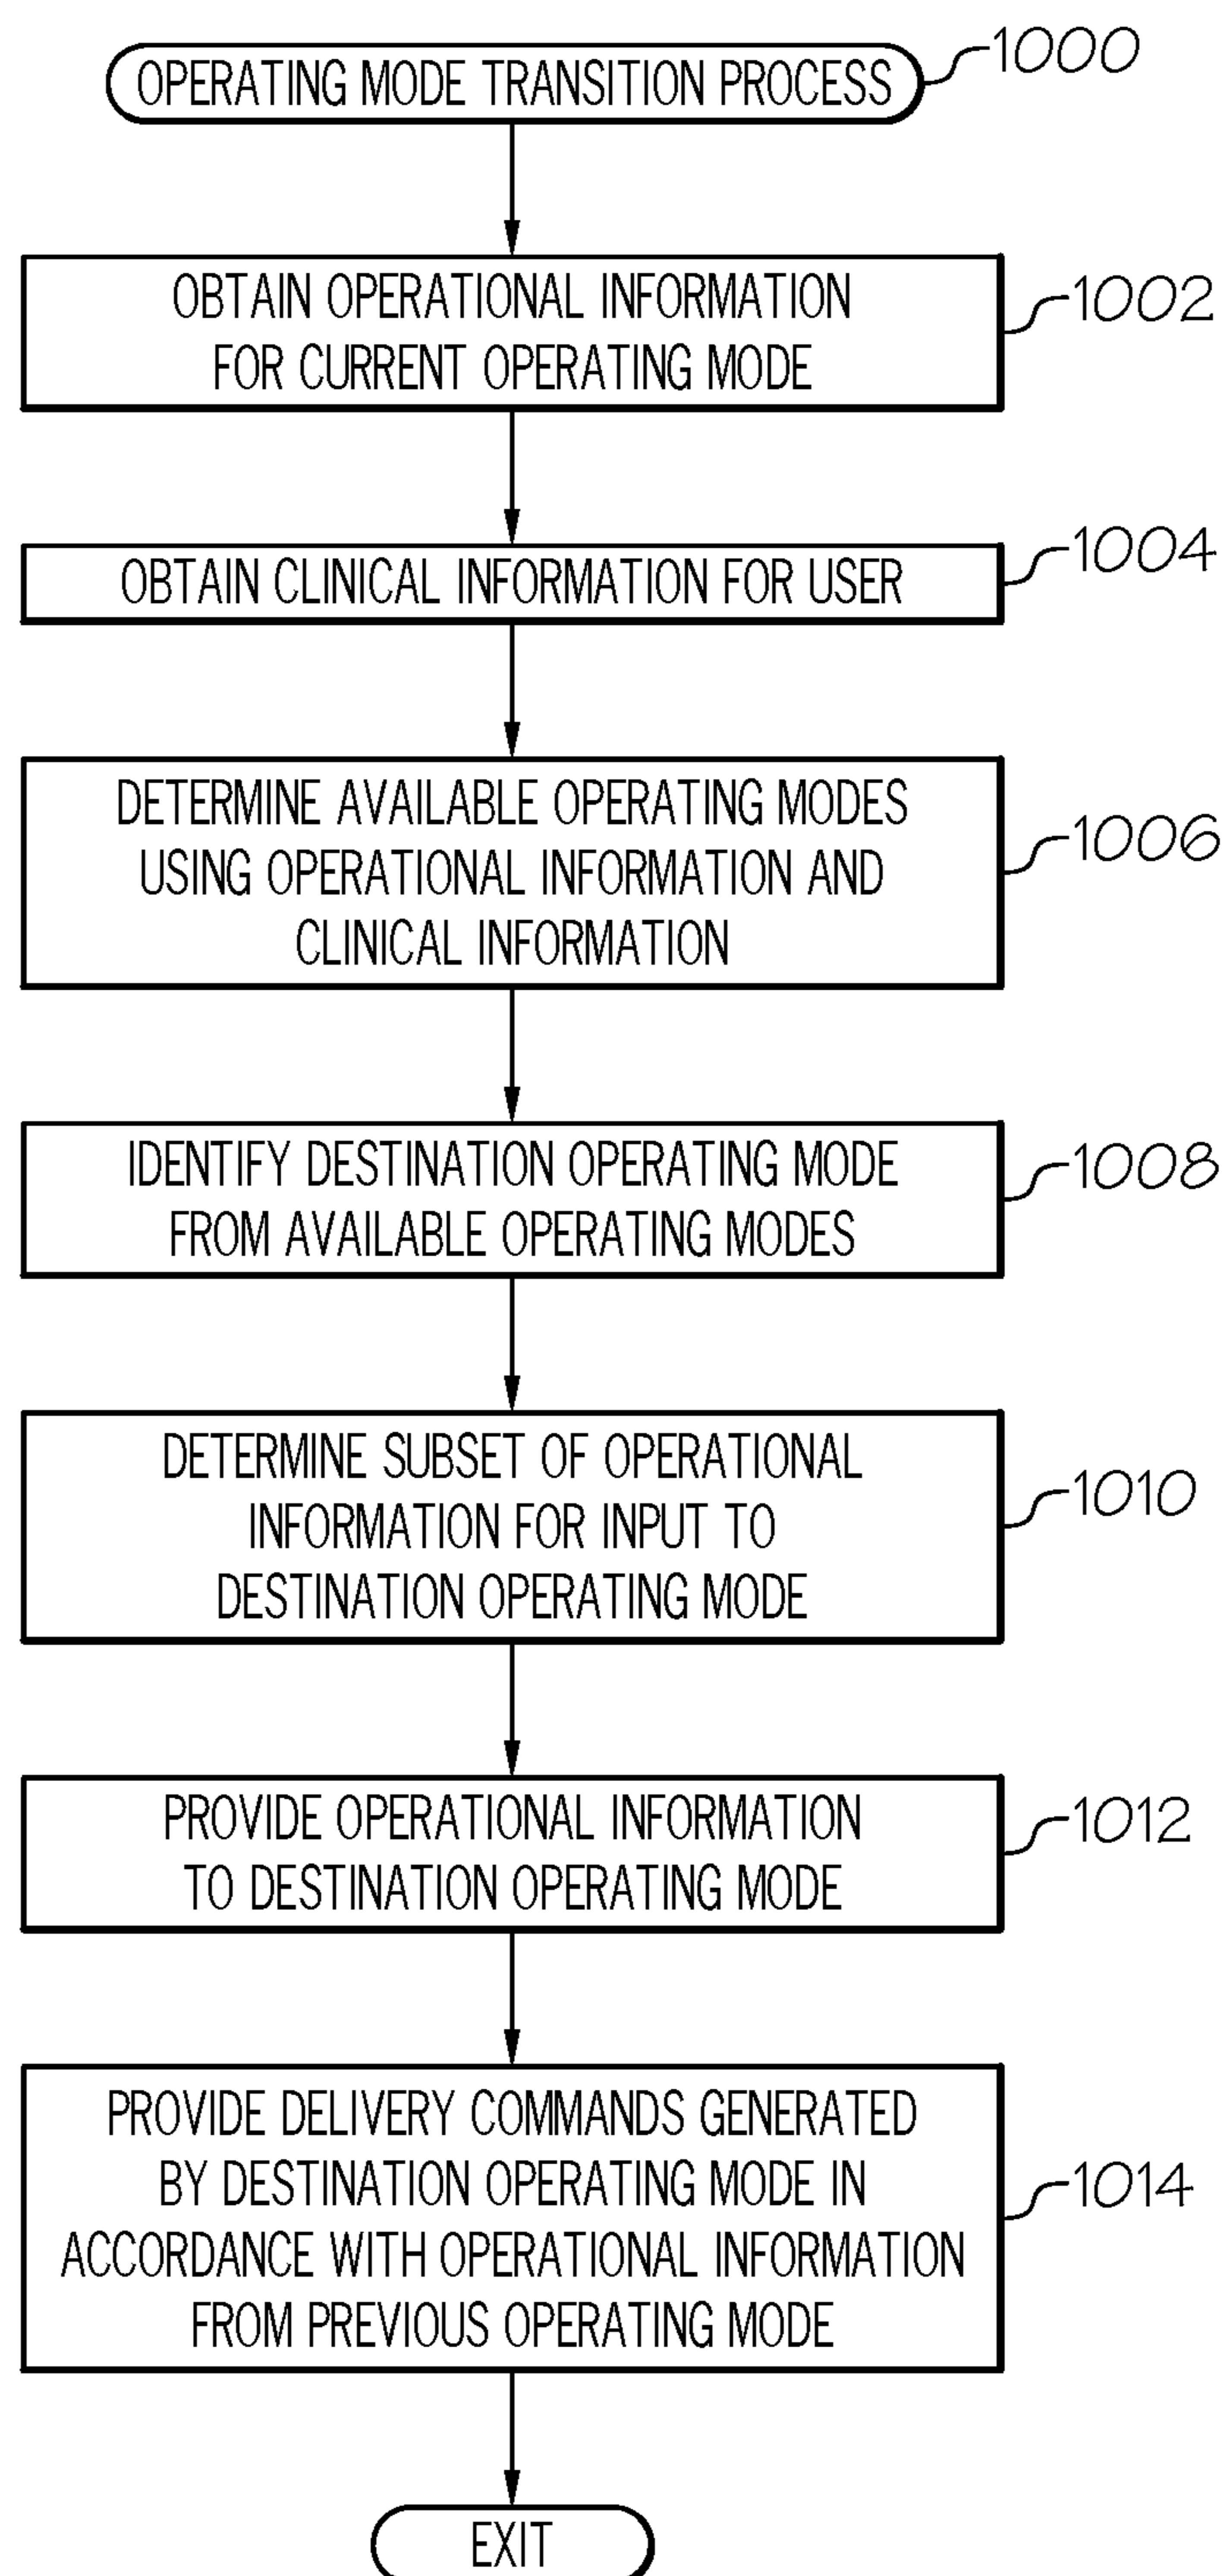 OPERATING MODE TRANSITION PROCESS
1000
OBTAIN OPERATIONAL INFORMATION
FOR CURRENT OPERATING MODE
1002
OBTAIN CLINICAL INFORMATION FOR USER
1004
DETERMINE AVAILABLE OPERATING MODES
USING OPERATIONAL INFORMATION AND
CLINICAL INFORMATION
1006
IDENTIFY DESTINATION OPERATING MODE
FROM AVAILABLE OPERATING MODES
1008
DETERMINE SUBSET OF OPERATIONAL
INFORMATION FOR INPUT TO
DESTINATION OPERATING MODE
1010
PROVIDE OPERATIONAL INFORMATION
TO DESTINATION OPERATING MODE
1012
PROVIDE DELIVERY COMMANDS GENERATED
BY DESTINATION OPERATING MODE IN
ACCORDANCE WITH OPERATIONAL INFORMATION
FROM PREVIOUS OPERATING MODE
1014
EXIT